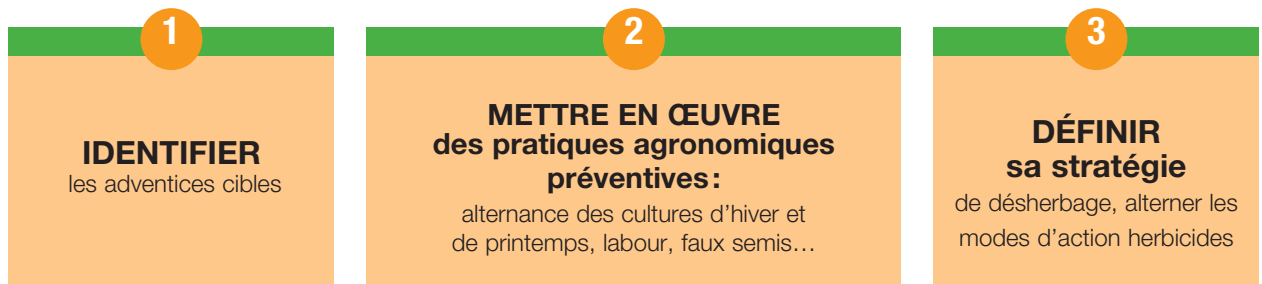 1
IDENTIFIER
les adventices cibles
2
METTRE EN ŒUVRE
des pratiques agronomiques
préventives :
alternance des cultures d’hiver et
de printemps, labour, faux semis…
3
DÉFINIR
sa stratégie
de désherbage, alterner les
modes d’action herbicides